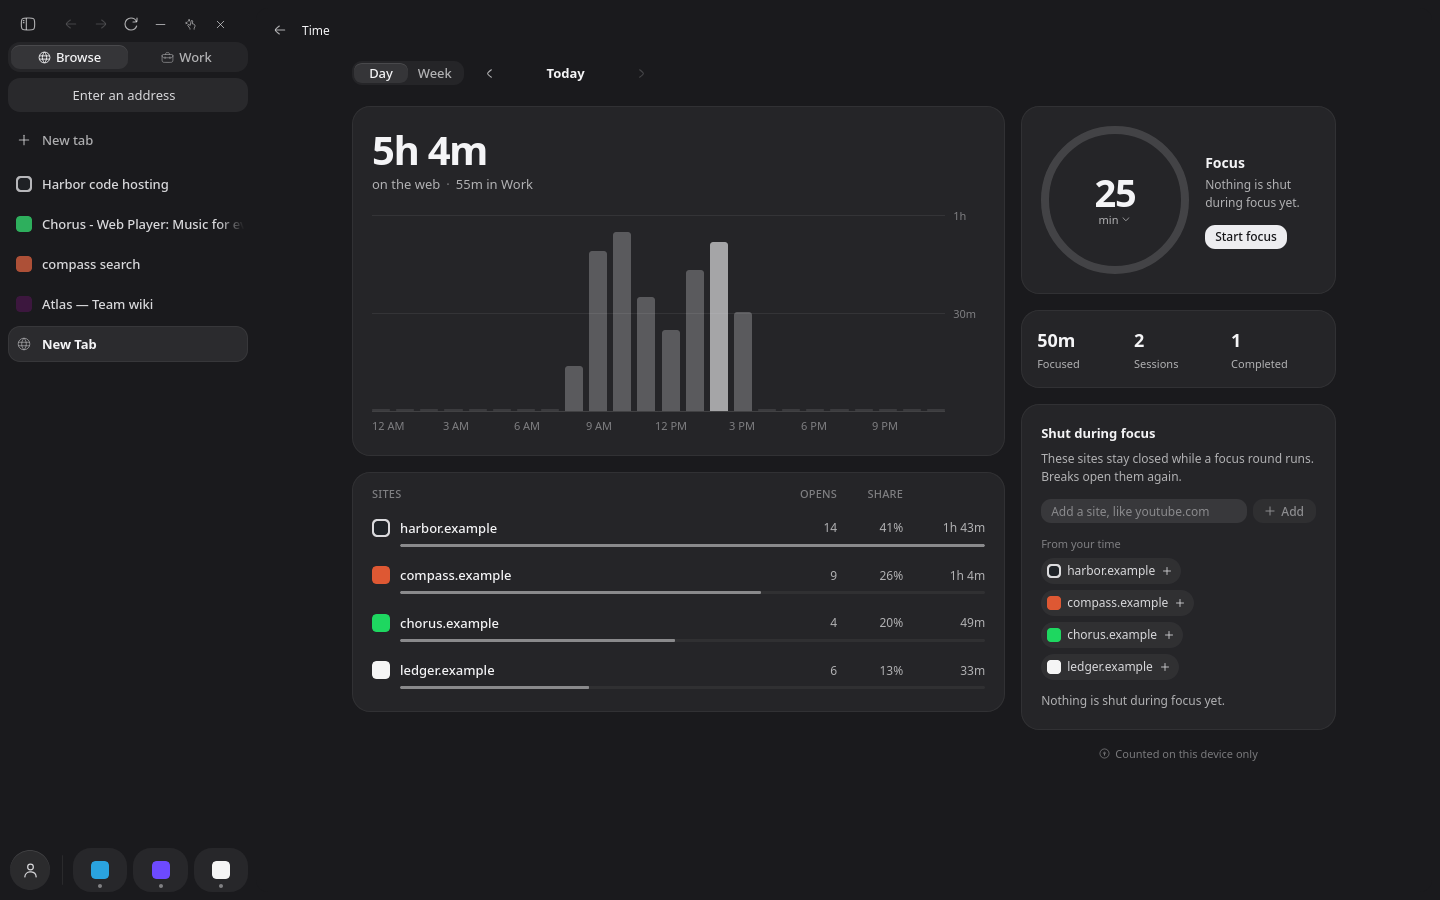 Time
Browse
Work
Enter an address
New tab
Harbor code hosting
Chorus - Web Player: Music for
compass search
Atlas — Team wiki
New Tab
Day
Week
Today
5h 4m
on the web · 55m in Work
1h
30m
12 AM
3 AM
6 AM
9 AM
12 PM
3 PM
6 PM
9 PM
SITES
OPENS
SHARE
harbor.example
14
41%
1h 43m
compass.example
9
26%
1h 4m
chorus.example
4
20%
49m
ledger.example
6
13%
33m
25
min
Focus
Nothing is shut
during focus yet.
Start focus
50m
Focused
2
Sessions
1
Completed
Shut during focus
These sites stay closed while a focus round runs.
Breaks open them again.
Add a site, like youtube.com
Add
From your time
harbor.example
compass.example
chorus.example
ledger.example
Nothing is shut during focus yet.
Counted on this device only